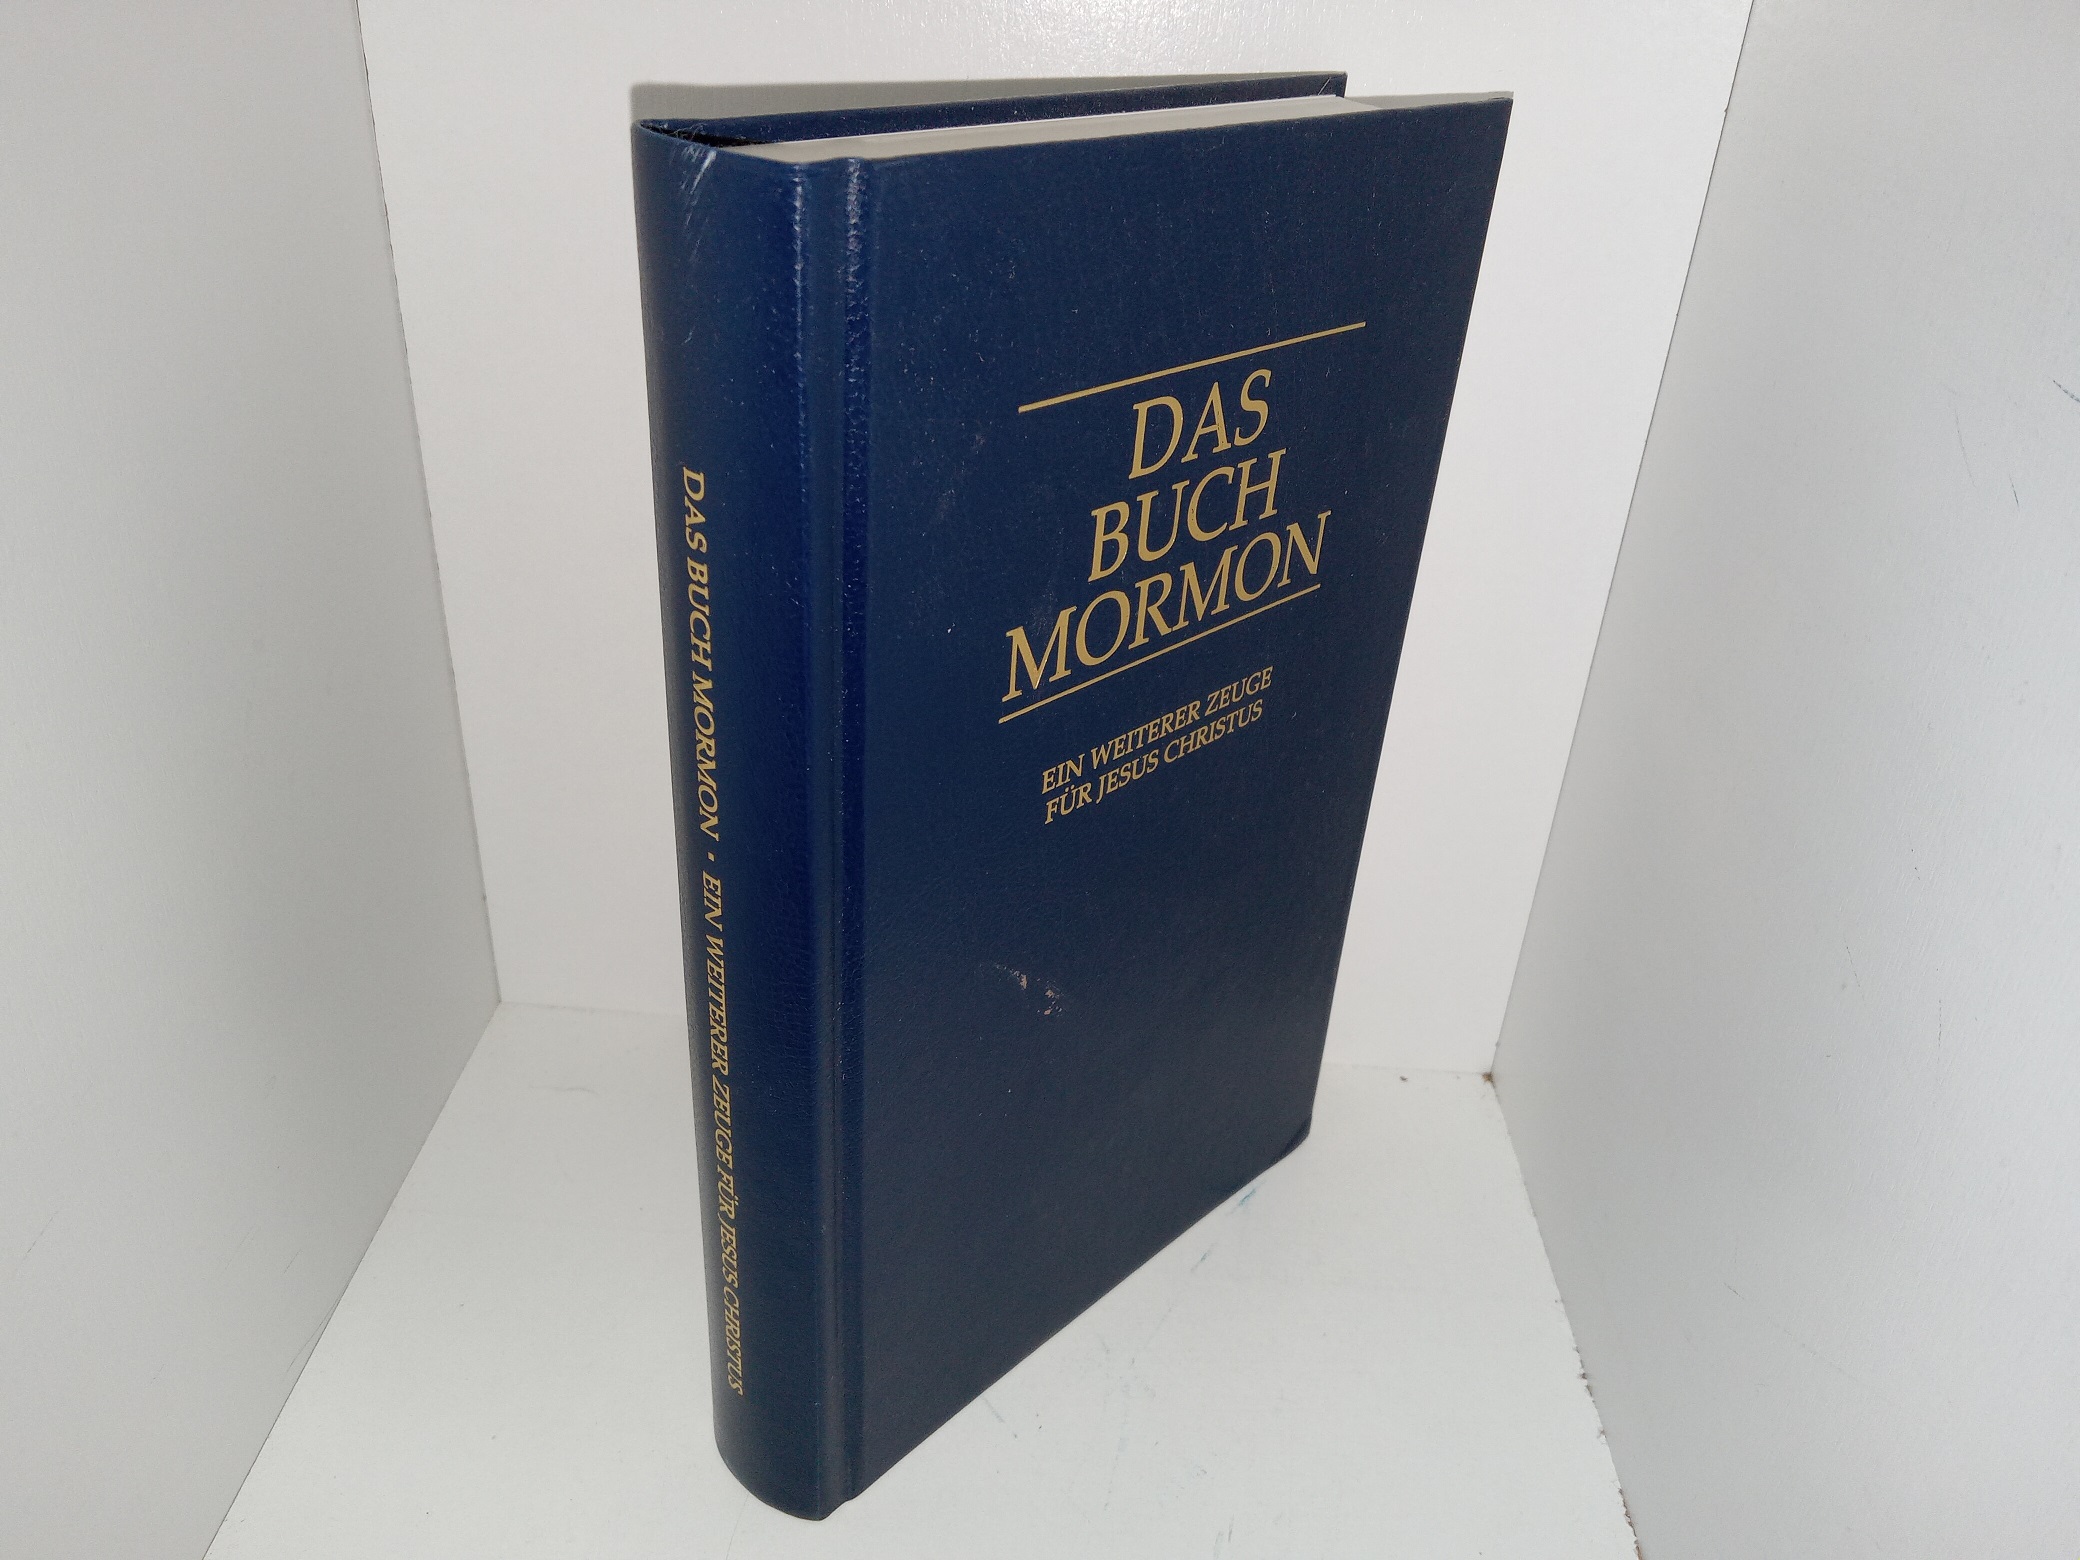 DAS
BUCH
MORMON
EIN WEITERER ZEUGE
FÜR JESUS CHRISTUS
DAS BUCH MORMON · EIN WEITERER ZEUGE FÜR JESUS CHRISTUS